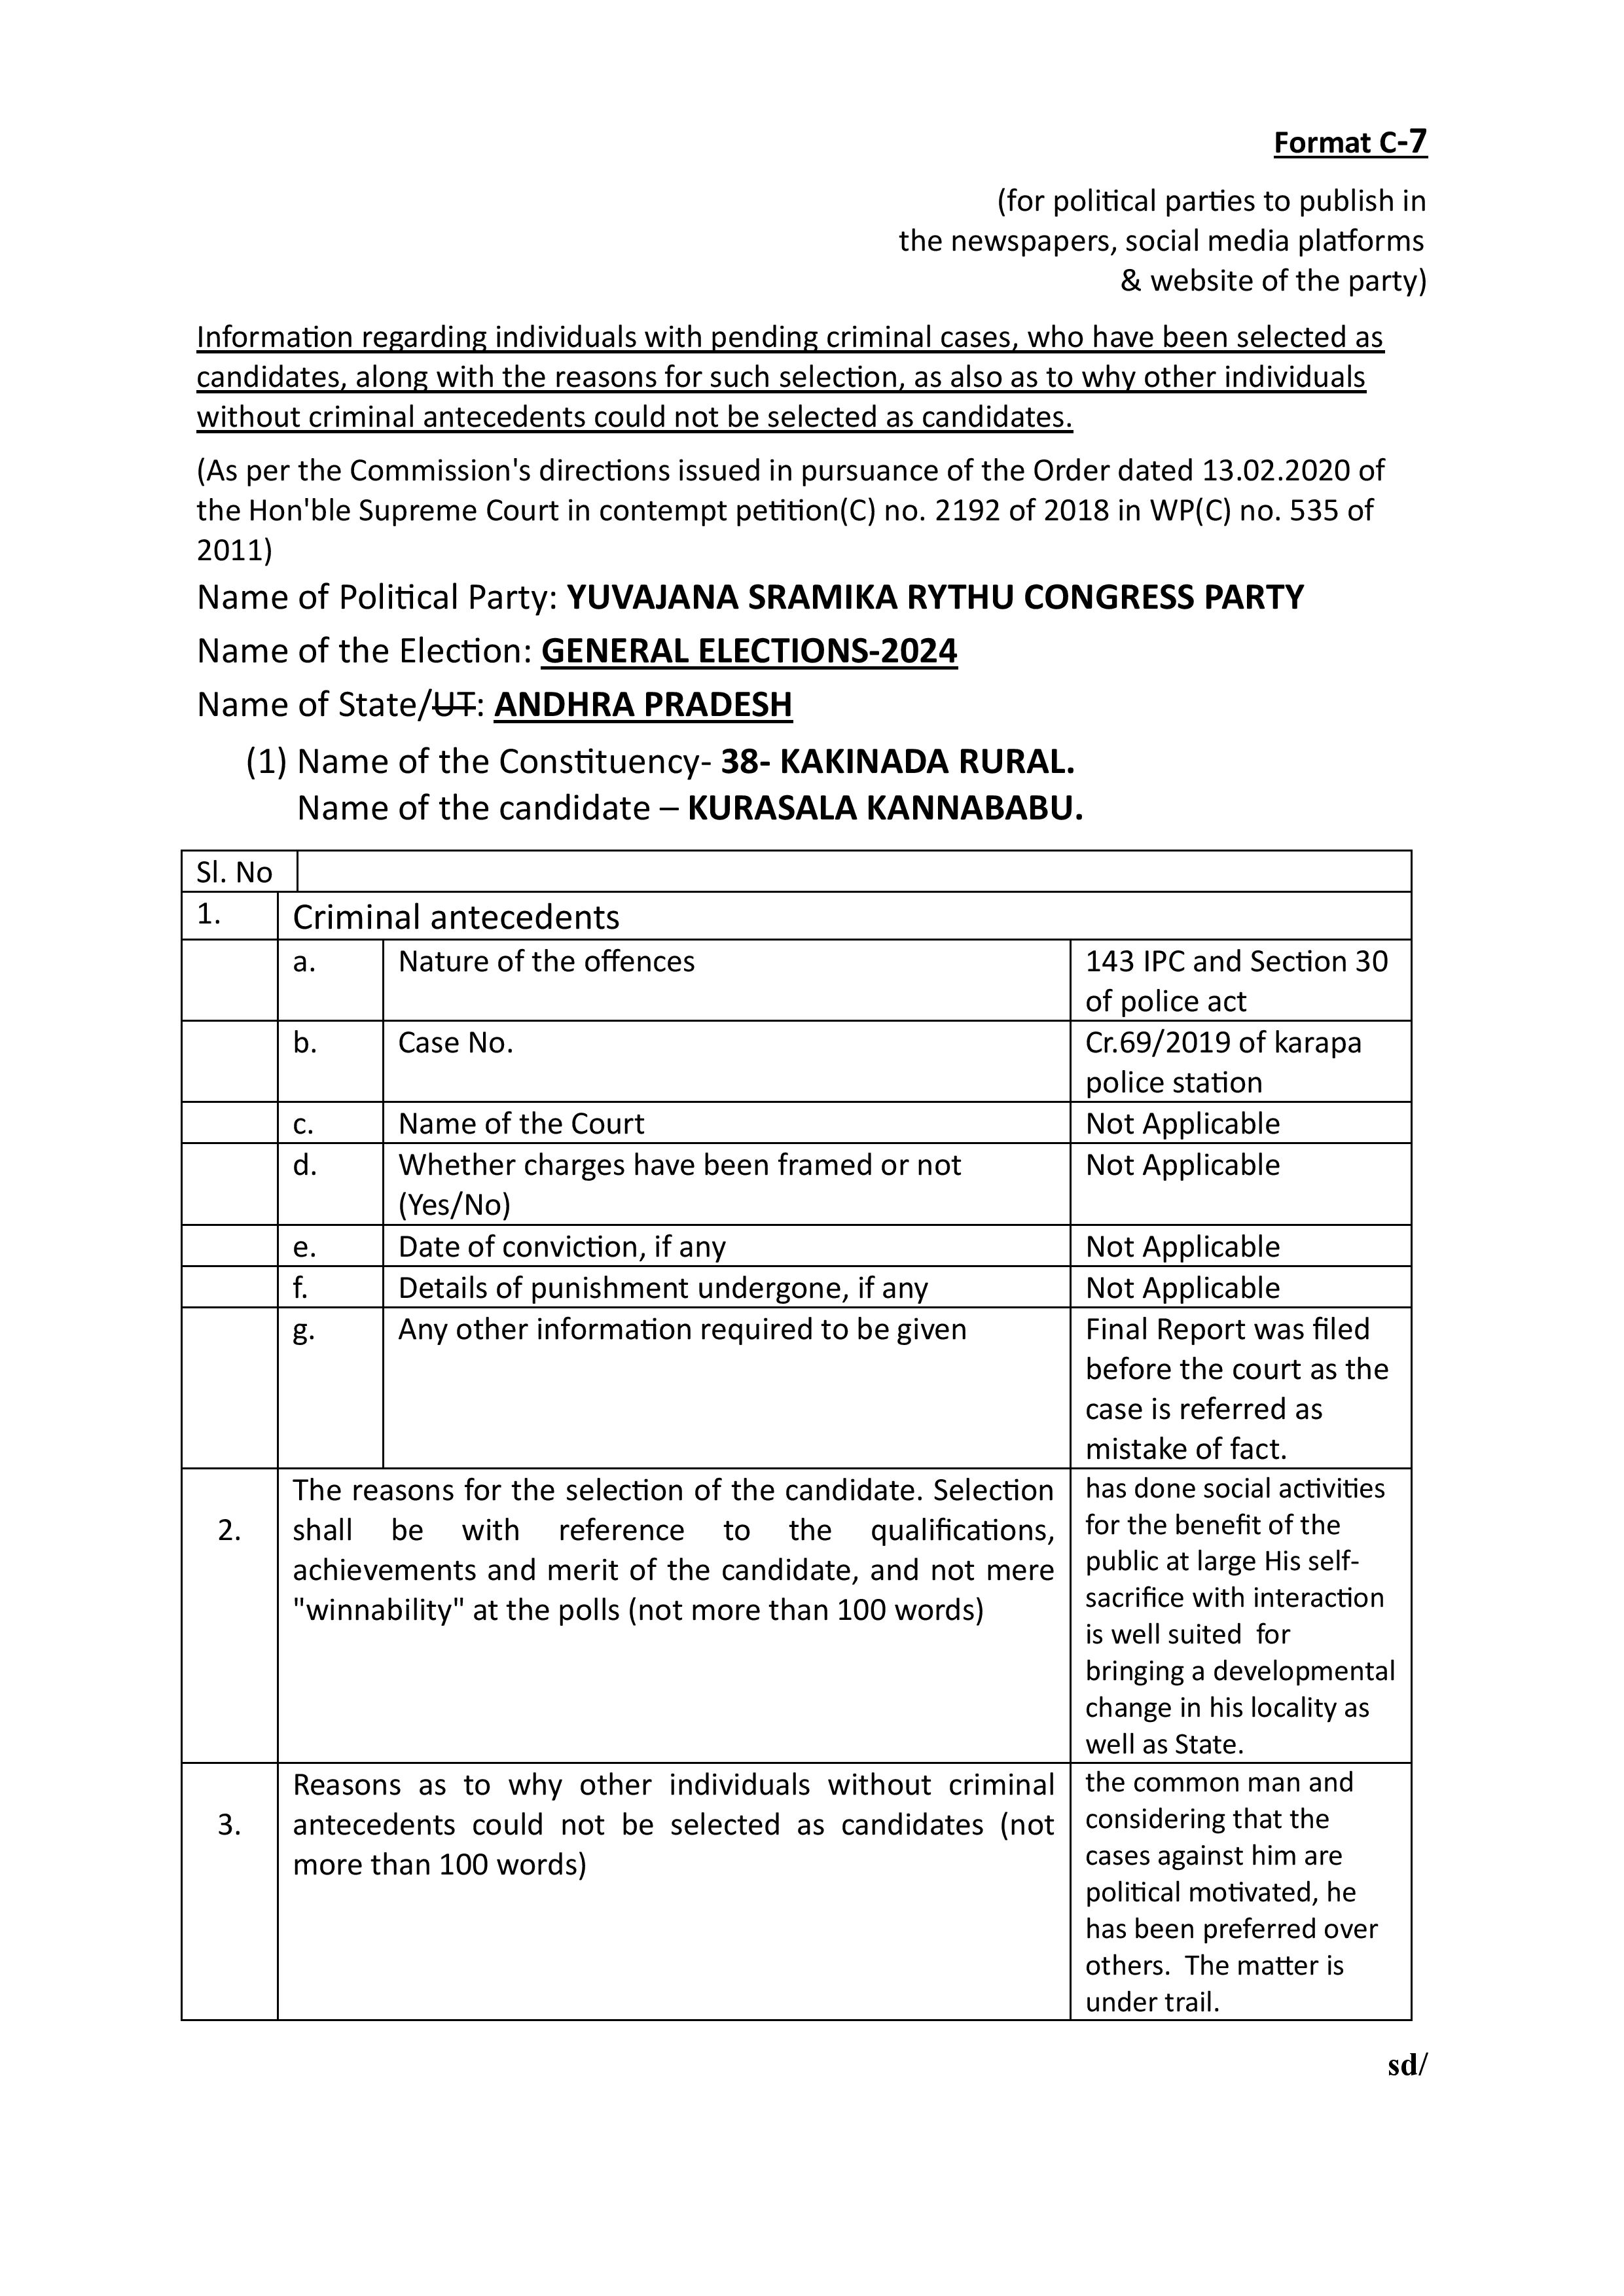 Format C-7
(for political parties to publish in
the newspapers, social media platforms
& website of the party)
Information regarding individuals with pending criminal cases, who have been selected as
candidates, along with the reasons for such selection, as also as to why other individuals
without criminal antecedents could not be selected as candidates.
(As per the Commission's directions issued in pursuance of the Order dated 13.02.2020 of
the Hon'ble Supreme Court in contempt petition(C) no. 2192 of 2018 in WP(C) no. 535 of
2011)
Name of Political Party: YUVAJANA SRAMIKA RYTHU CONGRESS PARTY
Name of the Election: GENERAL ELECTIONS-2024
Name of State/UT: ANDHRA PRADESH
(1) Name of the Constituency- 38- KAKINADA RURAL.
Name of the candidate – KURASALA KANNABABU.
Sl. No
1. Criminal antecedents
a. Nature of the offences 143 IPC and Section 30
of police act
b. Case No. Cr.69/2019 of karapa
police station
c. Name of the Court Not Applicable
d. Whether charges have been framed or not Not Applicable
(Yes/No)
e. Date of conviction, if any Not Applicable
f. Details of punishment undergone, if any Not Applicable
g. Any other information required to be given Final Report was filed
before the court as the
case is referred as
mistake of fact.
2.
The reasons for the selection of the candidate. Selection
shall be with reference to the qualifications,
achievements and merit of the candidate, and not mere
"winnability" at the polls (not more than 100 words)
has done social activities
for the benefit of the
public at large His self-
sacrifice with interaction
is well suited for
bringing a developmental
change in his locality as
well as State.
3.
Reasons as to why other individuals without criminal
antecedents could not be selected as candidates (not
more than 100 words)
the common man and
considering that the
cases against him are
political motivated, he
has been preferred over
others. The matter is
under trail.
sd/